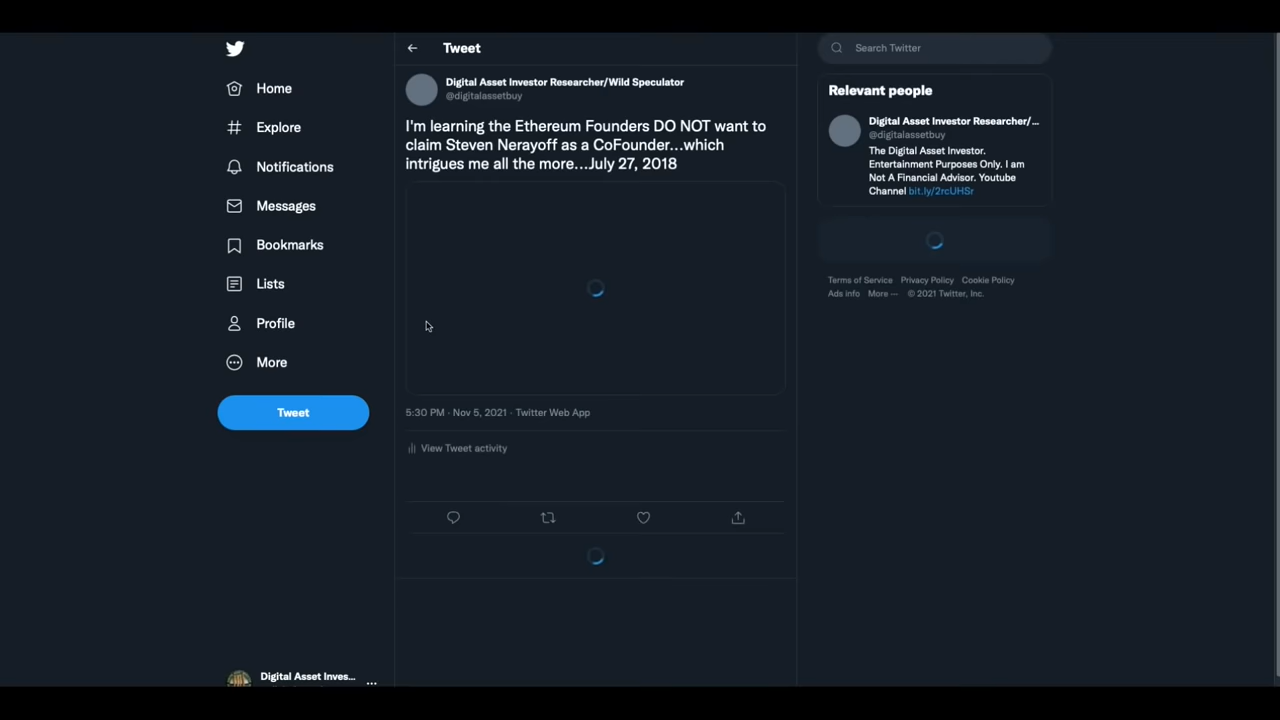 Tweet
Search Twitter
Home
Explore
Notifications
Messages
Bookmarks
Lists
Profile
More
Tweet
Digital Asset Inves...
Digital Asset Investor Researcher/Wild Speculator
@digitalassetbuy
I'm learning the Ethereum Founders DO NOT want to
claim Steven Nerayoff as a CoFounder...which
intrigues me all the more...July 27, 2018
5:30 PM · Nov 5, 2021 · Twitter Web App
View Tweet activity
Relevant people
Digital Asset Investor Researcher/...
@digitalassetbuy
The Digital Asset Investor.
Entertainment Purposes Only. I am
Not A Financial Advisor. Youtube
Channel bit.ly/2rcUHSr
Terms of Service Privacy Policy Cookie Policy
Ads info More ··· © 2021 Twitter, Inc.